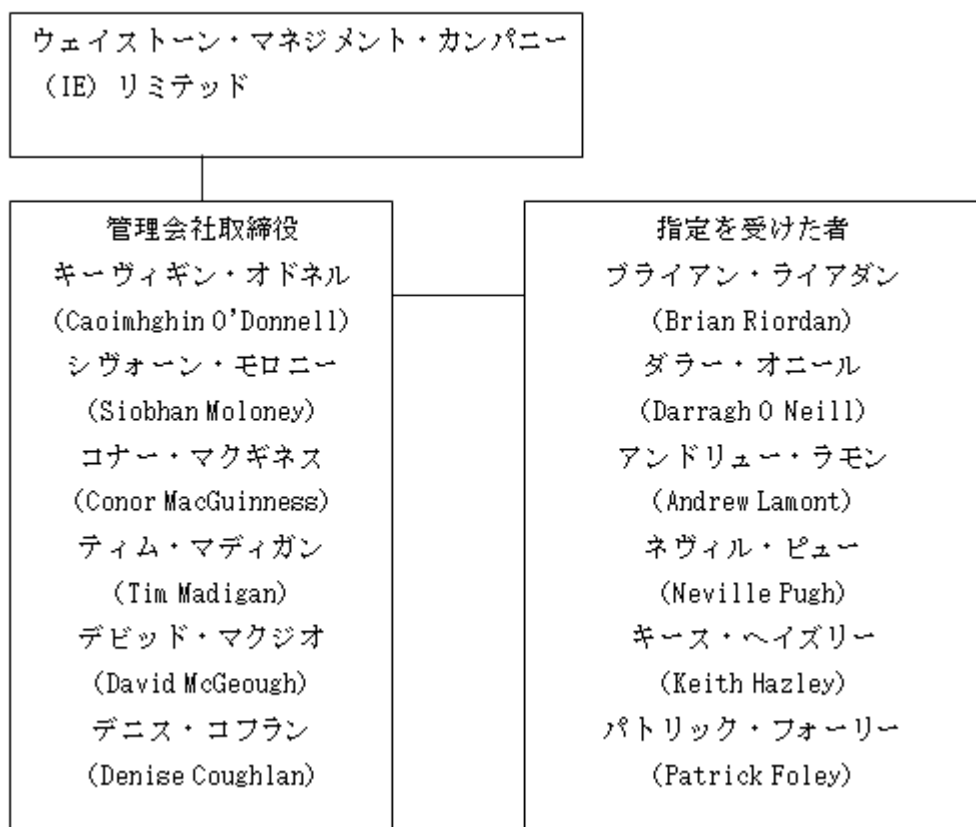 ウェイストーン・マネジメント・カンパニー
(IE) リミテッド
管理会社取締役
キーヴィギン・オドネル
(Caoimhghin O'Donnell)
シヴォーン・モロニー
(Siobhan Moloney)
コナー・マクギネス
(Conor MacGuinness)
ティム・マディガン
(Tim Madigan)
デビッド・マクジオ
(David McGeough)
デニス・コフラン
(Denise Coughlan)
指定を受けた者
ブライアン・ライアダン
(Brian Riordan)
ダラー・オニール
(Darragh O Neill)
アンドリュー・ラモン
(Andrew Lamont)
ネヴィル・ピュー
(Neville Pugh)
キース・ヘイズリー
(Keith Hazley)
パトリック・フォーリー
(Patrick Foley)